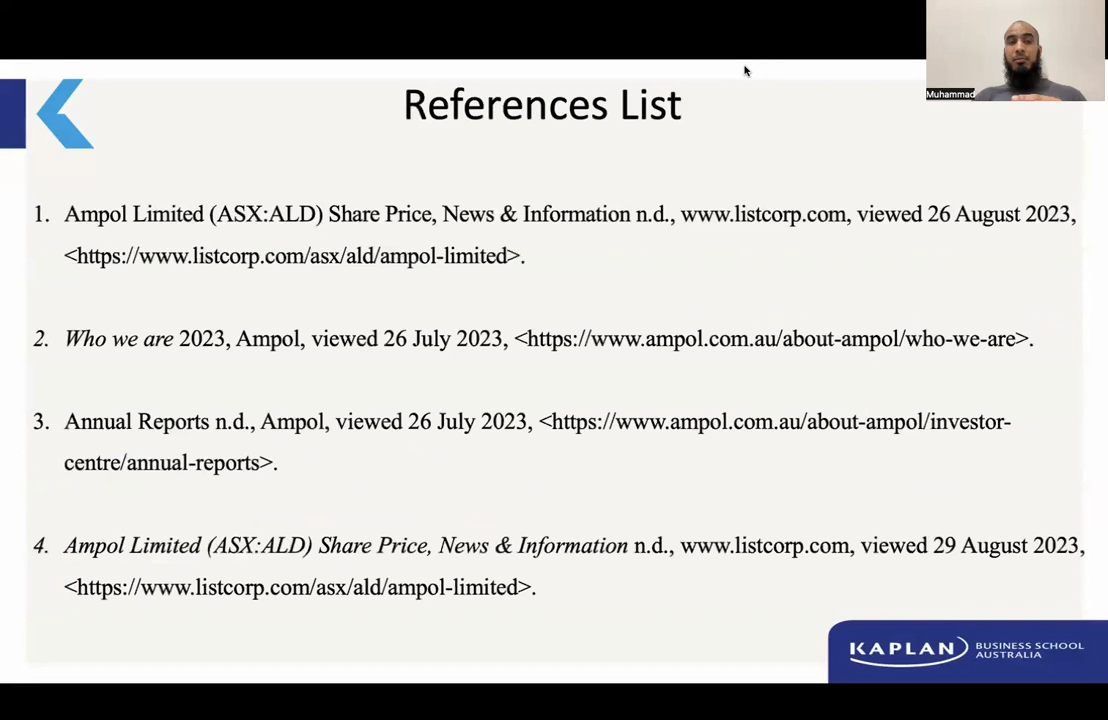 Muhammad
References List
1. Ampol Limited (ASX:ALD) Share Price, News & Information n.d., www.listcorp.com, viewed 26 August 2023,
<https://www.listcorp.com/asx/ald/ampol-limited>.
2. Who we are 2023, Ampol, viewed 26 July 2023, <https://www.ampol.com.au/about-ampol/who-we-are>.
3. Annual Reports n.d., Ampol, viewed 26 July 2023, <https://www.ampol.com.au/about-ampol/investor-
centre/annual-reports>.
4. Ampol Limited (ASX:ALD) Share Price, News & Information n.d., www.listcorp.com, viewed 29 August 2023,
<https://www.listcorp.com/asx/ald/ampol-limited>.
KAPLAN BUSINESS SCHOOL
AUSTRALIA